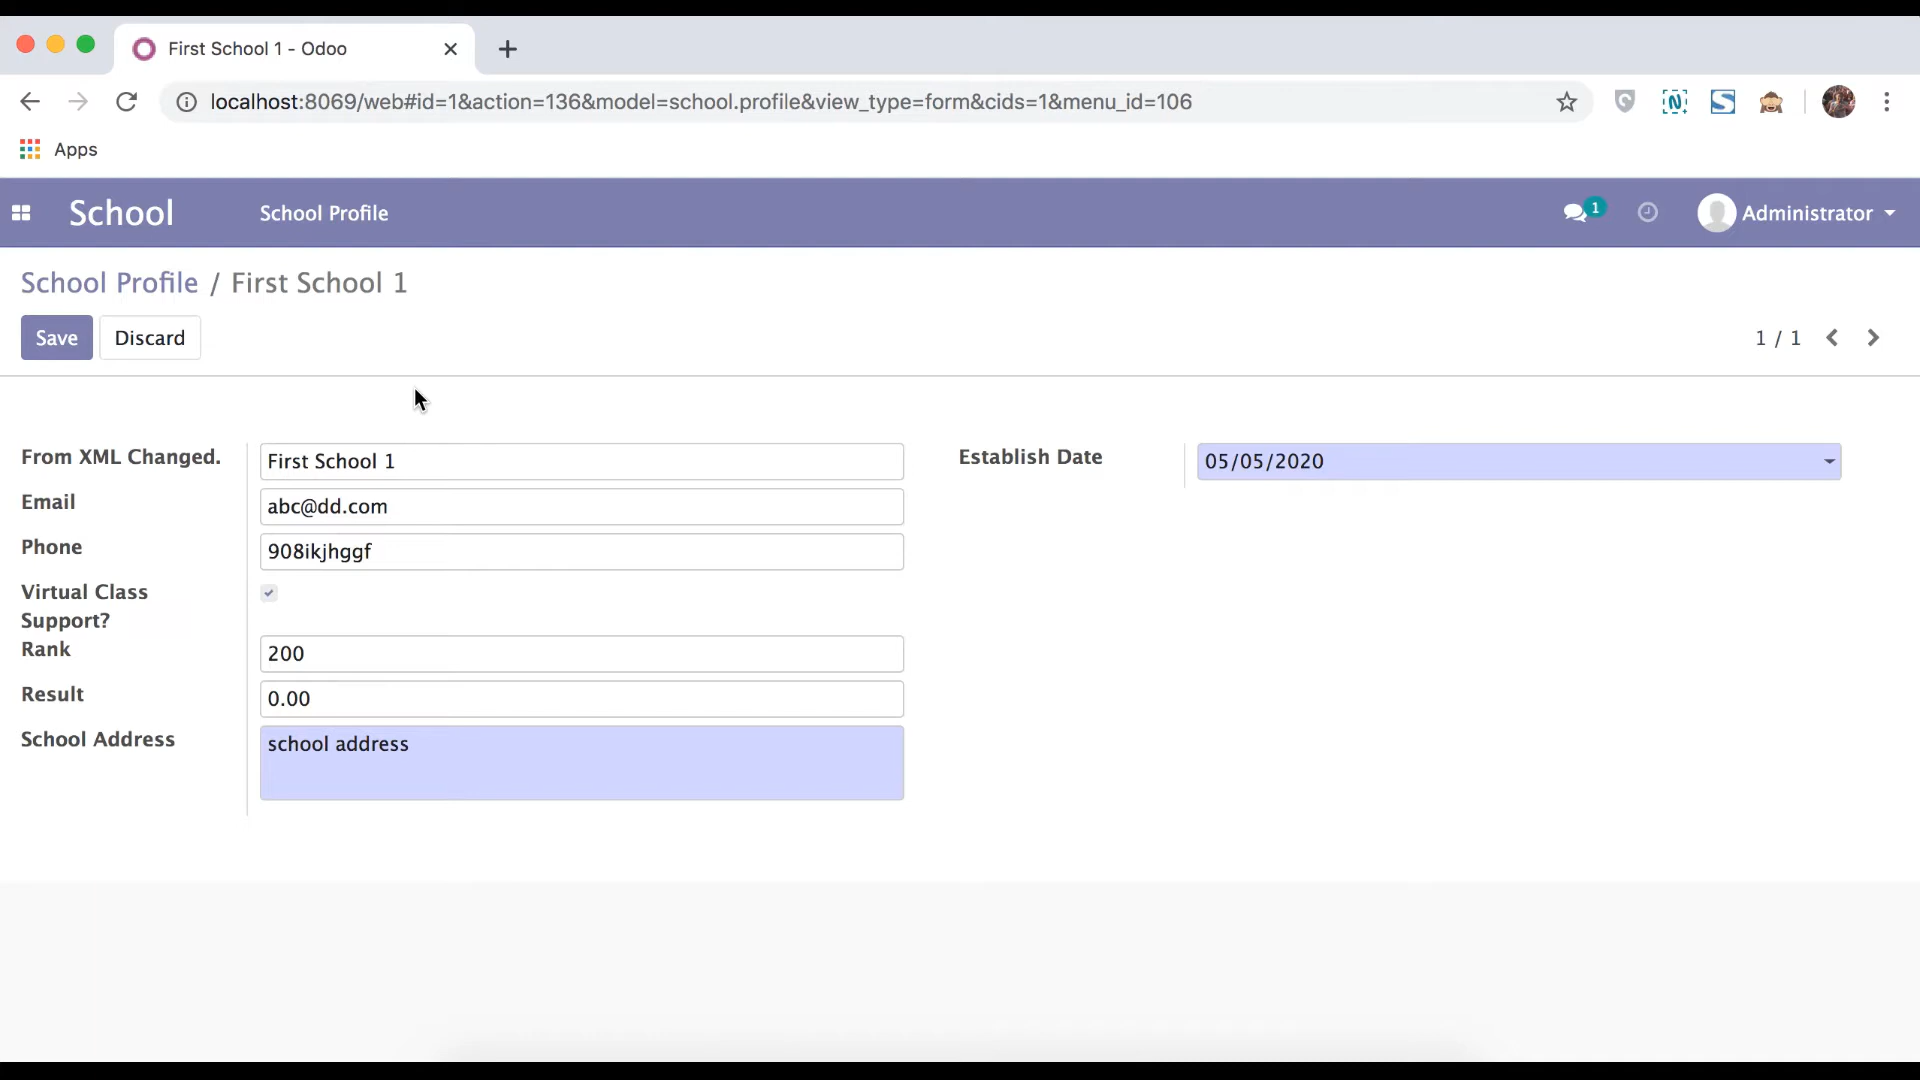 First School 1 - Odoo
localhost:8069/web#id=1&action=136&model=school.profile&view_type=form&cids=1&menu_id=106
Apps
School
School Profile
1
Administrator
School Profile / First School 1
Save
Discard
1 / 1
From XML Changed.
First School 1
Establish Date
05/05/2020
Email
abc@dd.com
Phone
908ikjhggf
Virtual Class
Support?
Rank
200
Result
0.00
School Address
school address